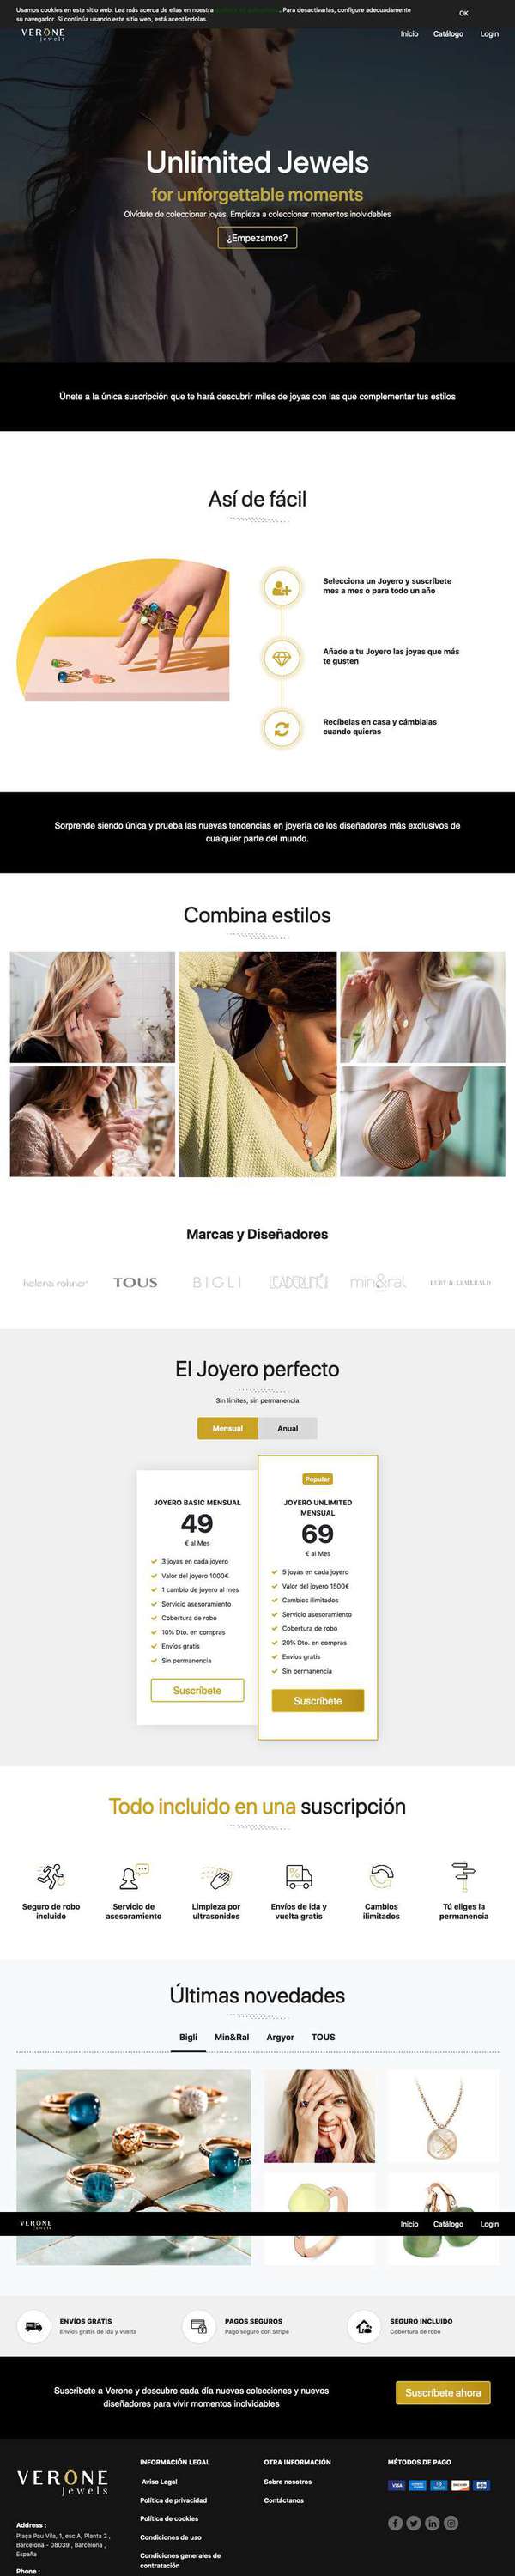 Usamos cookies en este sitio web. Lea más acerca de ellas en nuestra
. Para desactivarlas, configure adecuadamente
su navegador. Si continúa usando este sitio web, está aceptándolas.
OK
VERONE
jewels
Inicio Catálogo Login
Unlimited Jewels
for unforgettable moments
Olvídate de coleccionar joyas. Empieza a coleccionar momentos inolvidables
¿Empezamos?
Únete a la única suscripción que te hará descubrir miles de joyas con las que complementar tus estilos
Así de fácil
Selecciona un Joyero y suscríbete
mes a mes o para todo un año
Añade a tu Joyero las joyas que más
te gusten
Recíbelas en casa y cámbialas
cuando quieras
Sorprende siendo única y prueba las nuevas tendencias en joyería de los diseñadores más exclusivos de
cualquier parte del mundo.
Combina estilos
Marcas y Diseñadores
helena rohner TOUS BIGLI min&ral LUBY & ESMERALD
El Joyero perfecto
Sin límites, sin permanencia
Mensual Anual
JOYERO BASIC MENSUAL
49
€ al Mes
3 joyas en cada joyero
Valor del joyero 1000€
1 cambio de joyero al mes
Servicio asesoramiento
Cobertura de robo
10% Dto. en compras
Envíos gratis
Sin permanencia
Suscríbete
Popular
JOYERO UNLIMITED
MENSUAL
69
€ al Mes
5 joyas en cada joyero
Valor del joyero 1500€
Cambios ilimitados
Servicio asesoramiento
Cobertura de robo
20% Dto. en compras
Envíos gratis
Sin permanencia
Suscríbete
Todo incluido en una suscripción
Seguro de robo
incluido
Servicio de
asesoramiento
Limpieza por
ultrasonidos
Envíos de ida y
vuelta gratis
Cambios
ilimitados
Tú eliges la
permanencia
Últimas novedades
Bigli Min&Ral Argyor TOUS
VERONE
jewels
Inicio Catálogo Login
ENVÍOS GRATIS
Envíos gratis de ida y vuelta
PAGOS SEGUROS
Pago seguro con Stripe
SEGURO INCLUIDO
Cobertura de robo
Suscríbete a Verone y descubre cada día nuevas colecciones y nuevos
diseñadores para vivir momentos inolvidables
Suscríbete ahora
VERONE
jewels
Address :
Plaça Pau Vila, 1, esc A, Planta 2 ,
Barcelona - 08039 , Barcelona ,
España
Phone :
INFORMACIÓN LEGAL
Aviso Legal
Política de privacidad
Política de cookies
Condiciones de uso
Condiciones generales de
contratación
OTRA INFORMACIÓN
Sobre nosotros
Contáctanos
MÉTODOS DE PAGO
VISA